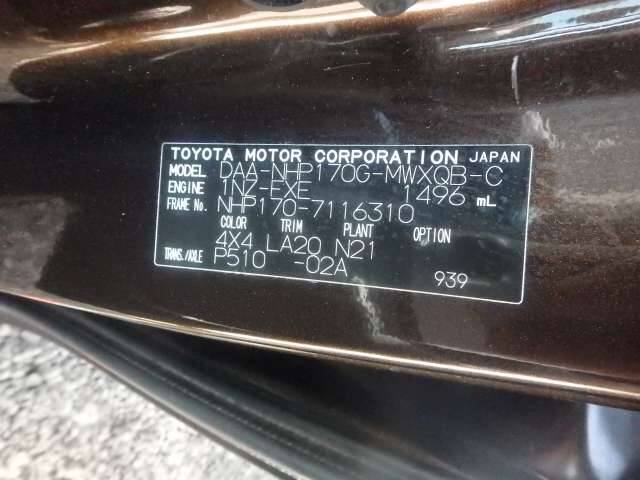 TOYOTA MOTOR CORPORATION JAPAN
MODEL DAA-NHP170G-MWXQB-C
ENGINE 1NZ-FXE 1496 mL
FRAME No. NHP170-7116310
COLOR TRIM PLANT OPTION
4X4 LA20 N21
TRANS./AXLE P510 -02A
939